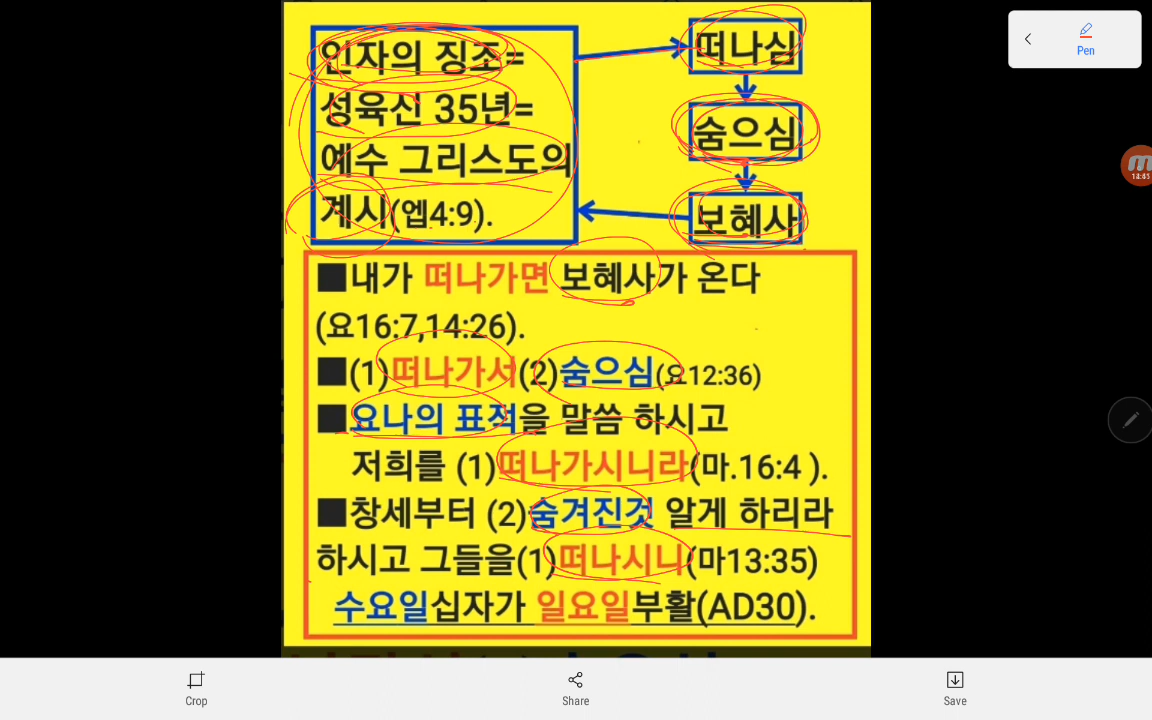 인자의 징조=
성육신 35년=
예수 그리스도의
계시(엡4:9).
떠나심
숨으심
보혜사
■내가 떠나가면 보혜사가 온다
(요16:7,14:26).
■(1)떠나가서(2)숨으심(요12:36)
■요나의 표적을 말씀 하시고
저희를 (1)떠나가시니라(마.16:4 ).
■창세부터 (2)숨겨진것 알게 하리라
하시고 그들을(1)떠나시니(마13:35)
수요일십자가 일요일부활(AD30).
Pen
14:45
Crop
Share
Save